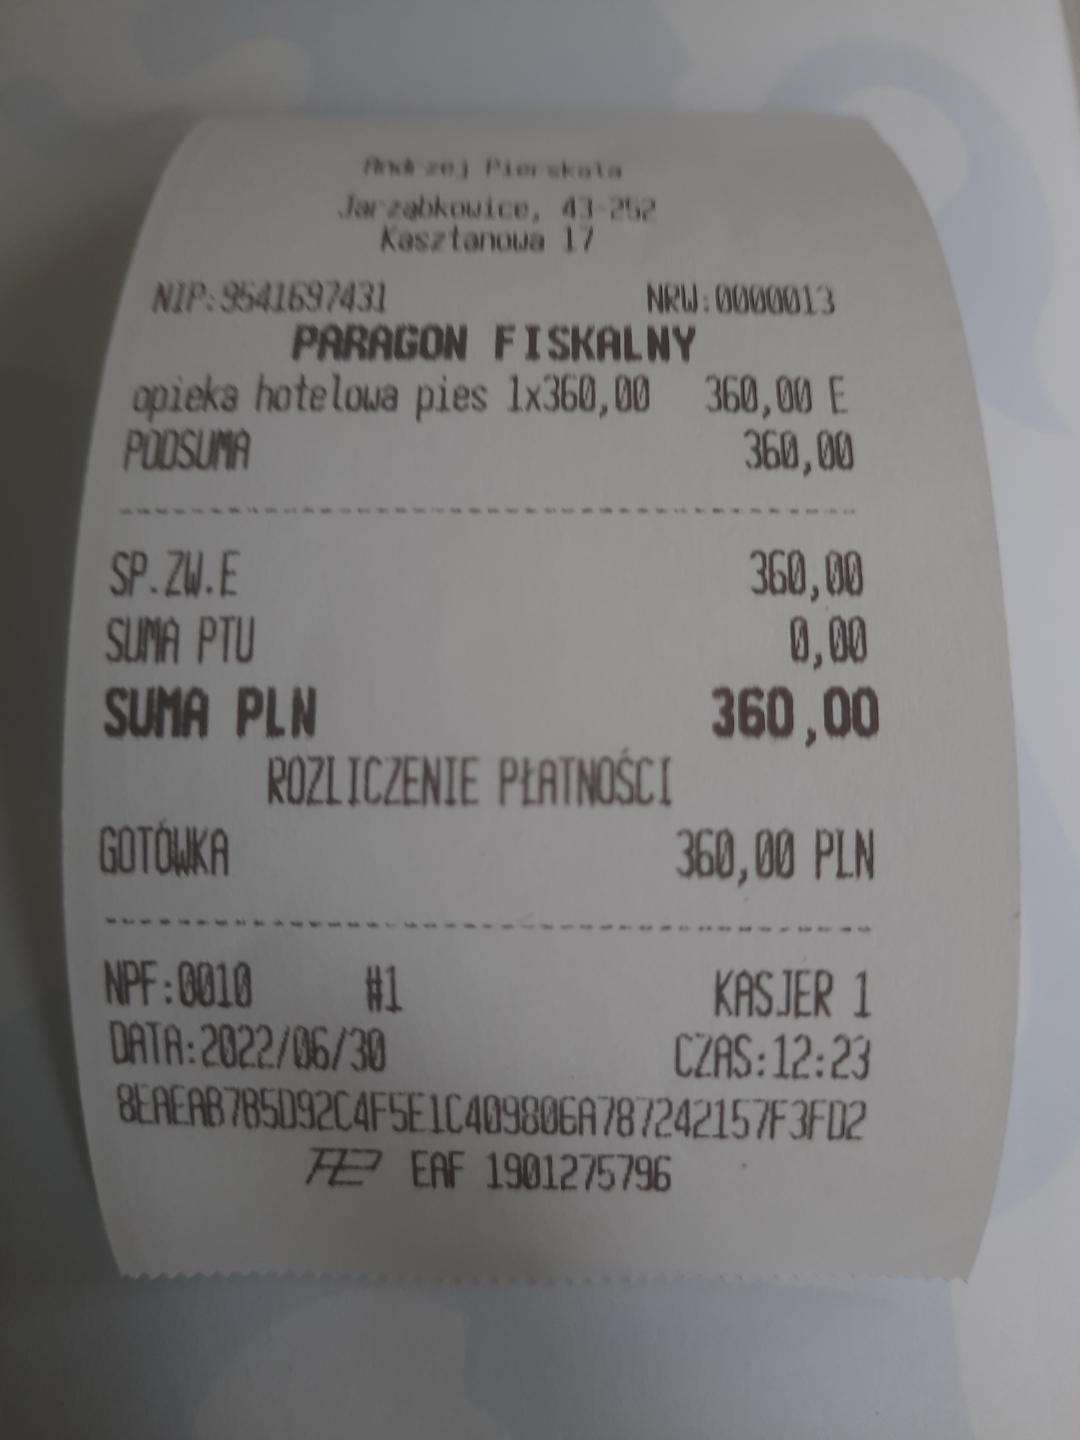 Andrzej Pierskala
Jarząbkowice, 43-252
Kasztanowa 17
NIP:9541697431 NRW:0000013
PARAGON FISKALNY
opieka hotelowa pies 1x360,00 360,00 E
PODSUMA 360,00
SP.ZW.E 360,00
SUMA PTU 0,00
SUMA PLN 360,00
ROZLICZENIE PŁATNOŚCI
GOTÓWKA 360,00 PLN
NPF:0010 #1 KASJER 1
DATA:2022/06/30 CZAS:12:23
8EAEAB7B5D92C4F5E1C409806A787242157F3FD2
EAF 1901275796